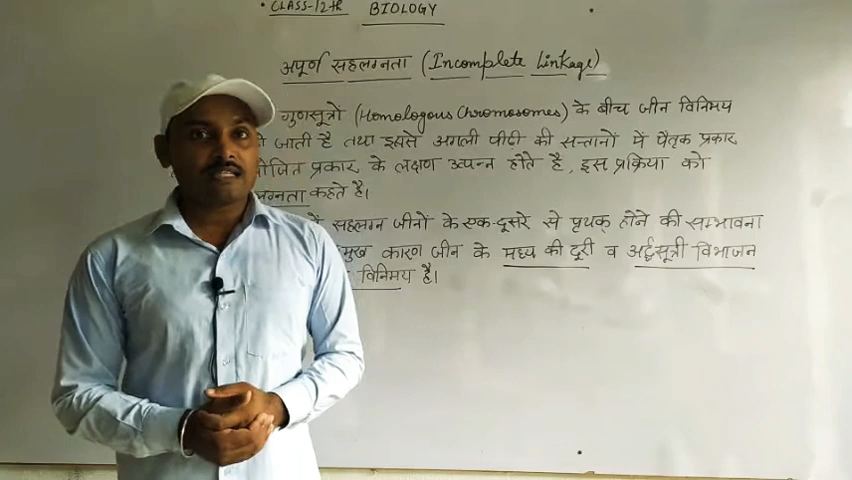 CLASS-12th BIOLOGY
अपूर्ण सहलग्नता (Incomplete Linkage)
गुणसूत्रों (Homologous Chromosomes) के बीच जीन विनिमय
हो जाती है तथा इससे अगली पीढ़ी की सन्तानों में पैतृक प्रकार
प्रकार के लक्षण उत्पन्न होते है, इस प्रक्रिया को
कहते है।
में सहलग्न जीनों के एक-दूसरे से पृथक् होने की सम्भावना
कारण जीन के मध्य की दूरी व अर्द्धसूत्री विभाजन
विनिमय है।